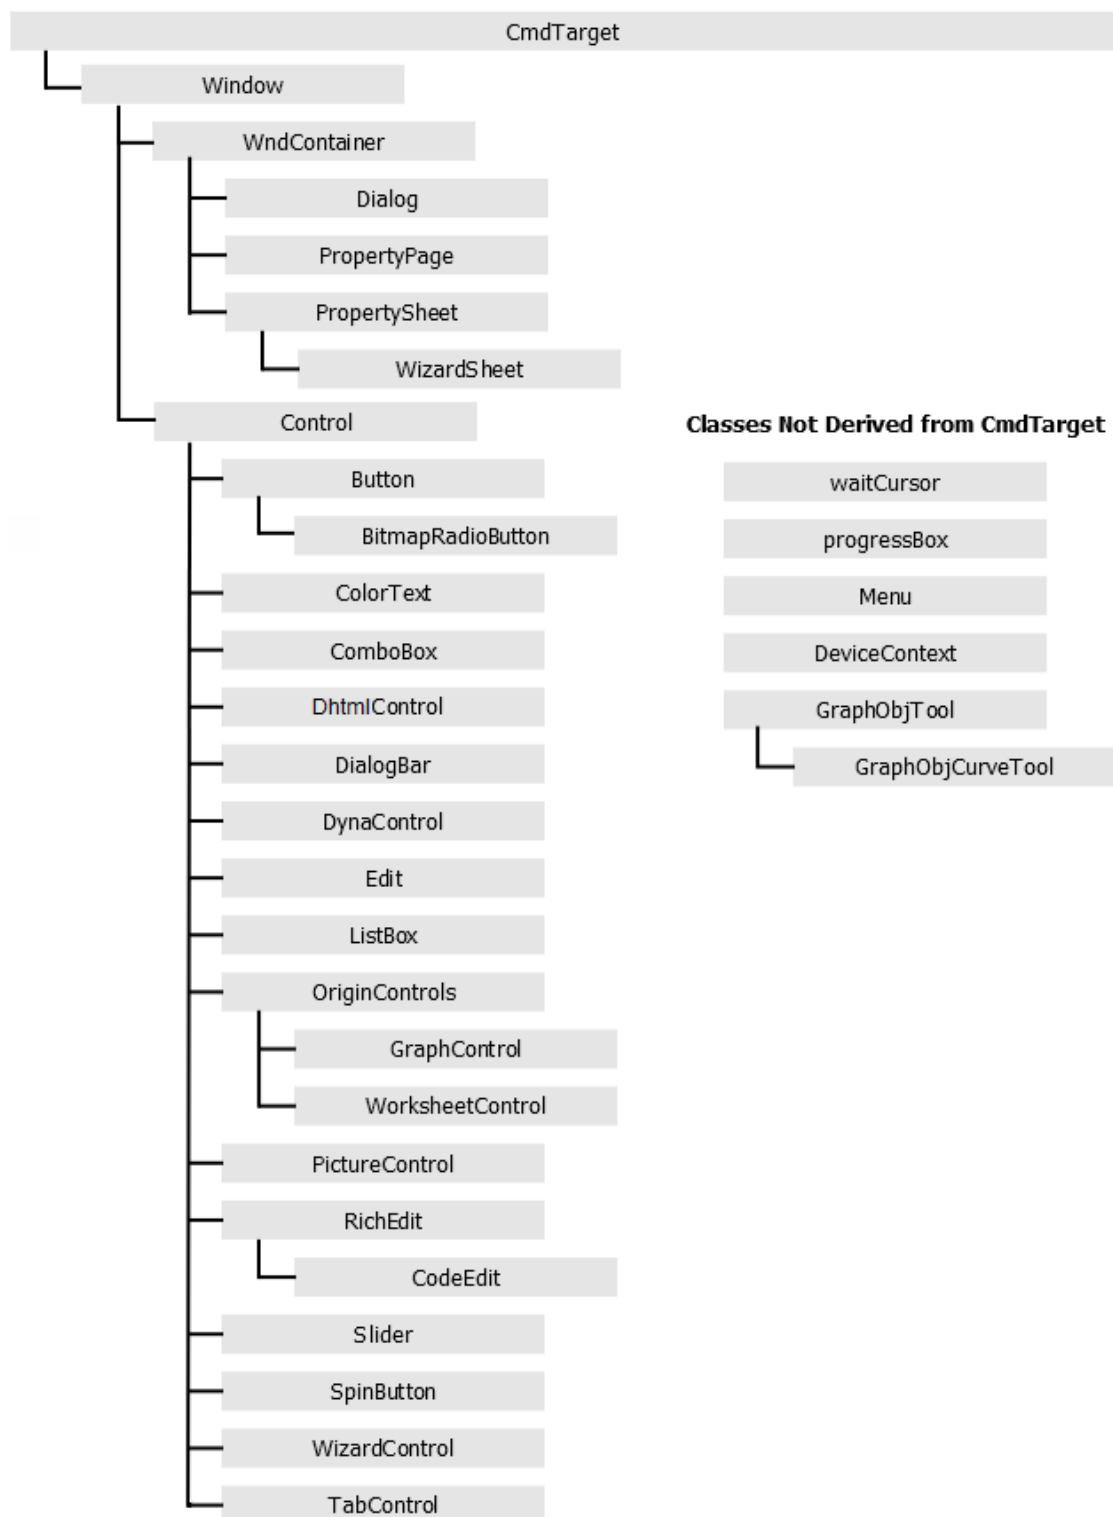 CmdTarget
Window
WndContainer
Dialog
PropertyPage
PropertySheet
WizardSheet
Control
Button
BitmapRadioButton
ColorText
ComboBox
DhtmlControl
DialogBar
DynaControl
Edit
ListBox
OriginControls
GraphControl
WorksheetControl
PictureControl
RichEdit
CodeEdit
Slider
SpinButton
WizardControl
TabControl
Classes Not Derived from CmdTarget
waitCursor
progressBox
Menu
DeviceContext
GraphObjTool
GraphObjCurveTool